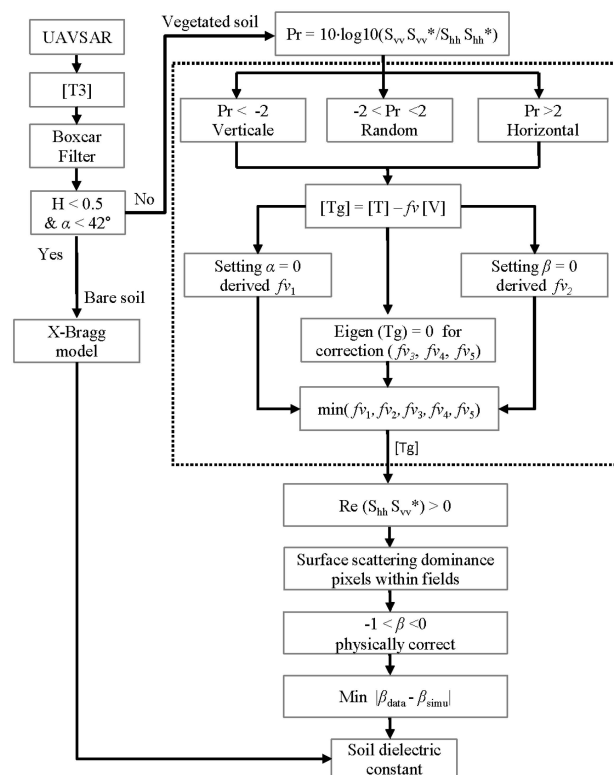 Vegetated soil
UAVSAR
Pr = 10·log10(Sᵥᵥ Sᵥᵥ*/Sₕₕ Sₕₕ*)
[T3]
Pr < -2
Verticale
-2 < Pr <2
Random
Pr >2
Horizontal
Boxcar
Filter
No
H < 0.5
& α < 42°
[Tg] = [T] – fv [V]
Yes
Setting α = 0
derived fv₁
Setting β = 0
derived fv₂
Bare soil
X-Bragg
model
Eigen (Tg) = 0 for
correction ( fv₃, fv₄, fv₅)
min( fv₁, fv₂, fv₃, fv₄, fv₅)
[Tg]
Re (Sₕₕ Sᵥᵥ*) > 0
Surface scattering dominance
pixels within fields
-1 < β <0
physically correct
Min |β_data - β_simu|
Soil dielectric
constant